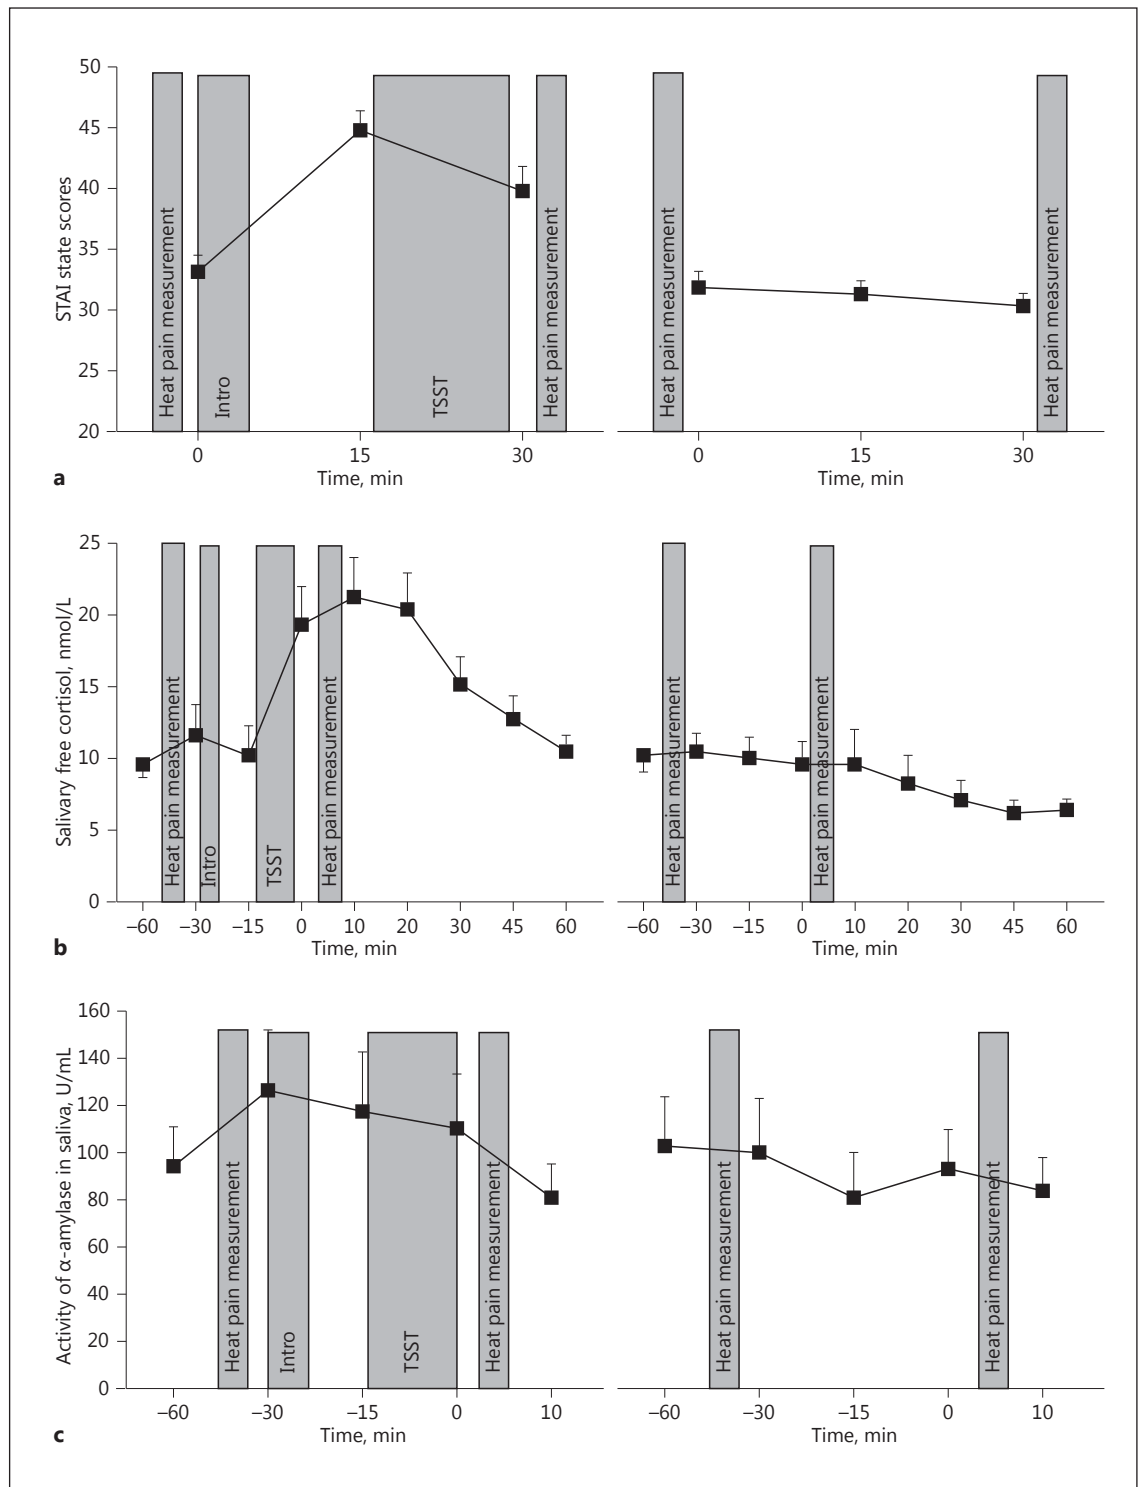 50
45
40
35
30
25
20
STAI state scores
Heat pain measurement
Intro
TSST
Heat pain measurement
Heat pain measurement
Heat pain measurement
0 15 30
0 15 30
Time, min
Time, min
a
25
20
15
10
5
0
Salivary free cortisol, nmol/L
Heat pain measurement
Intro
TSST
Heat pain measurement
Heat pain measurement
Heat pain measurement
–60 –30 –15 0 10 20 30 45 60
–60 –30 –15 0 10 20 30 45 60
Time, min
Time, min
b
160
140
120
100
80
60
40
20
0
Activity of α-amylase in saliva, U/mL
Heat pain measurement
Intro
TSST
Heat pain measurement
Heat pain measurement
Heat pain measurement
–60 –30 –15 0 10
–60 –30 –15 0 10
Time, min
Time, min
c